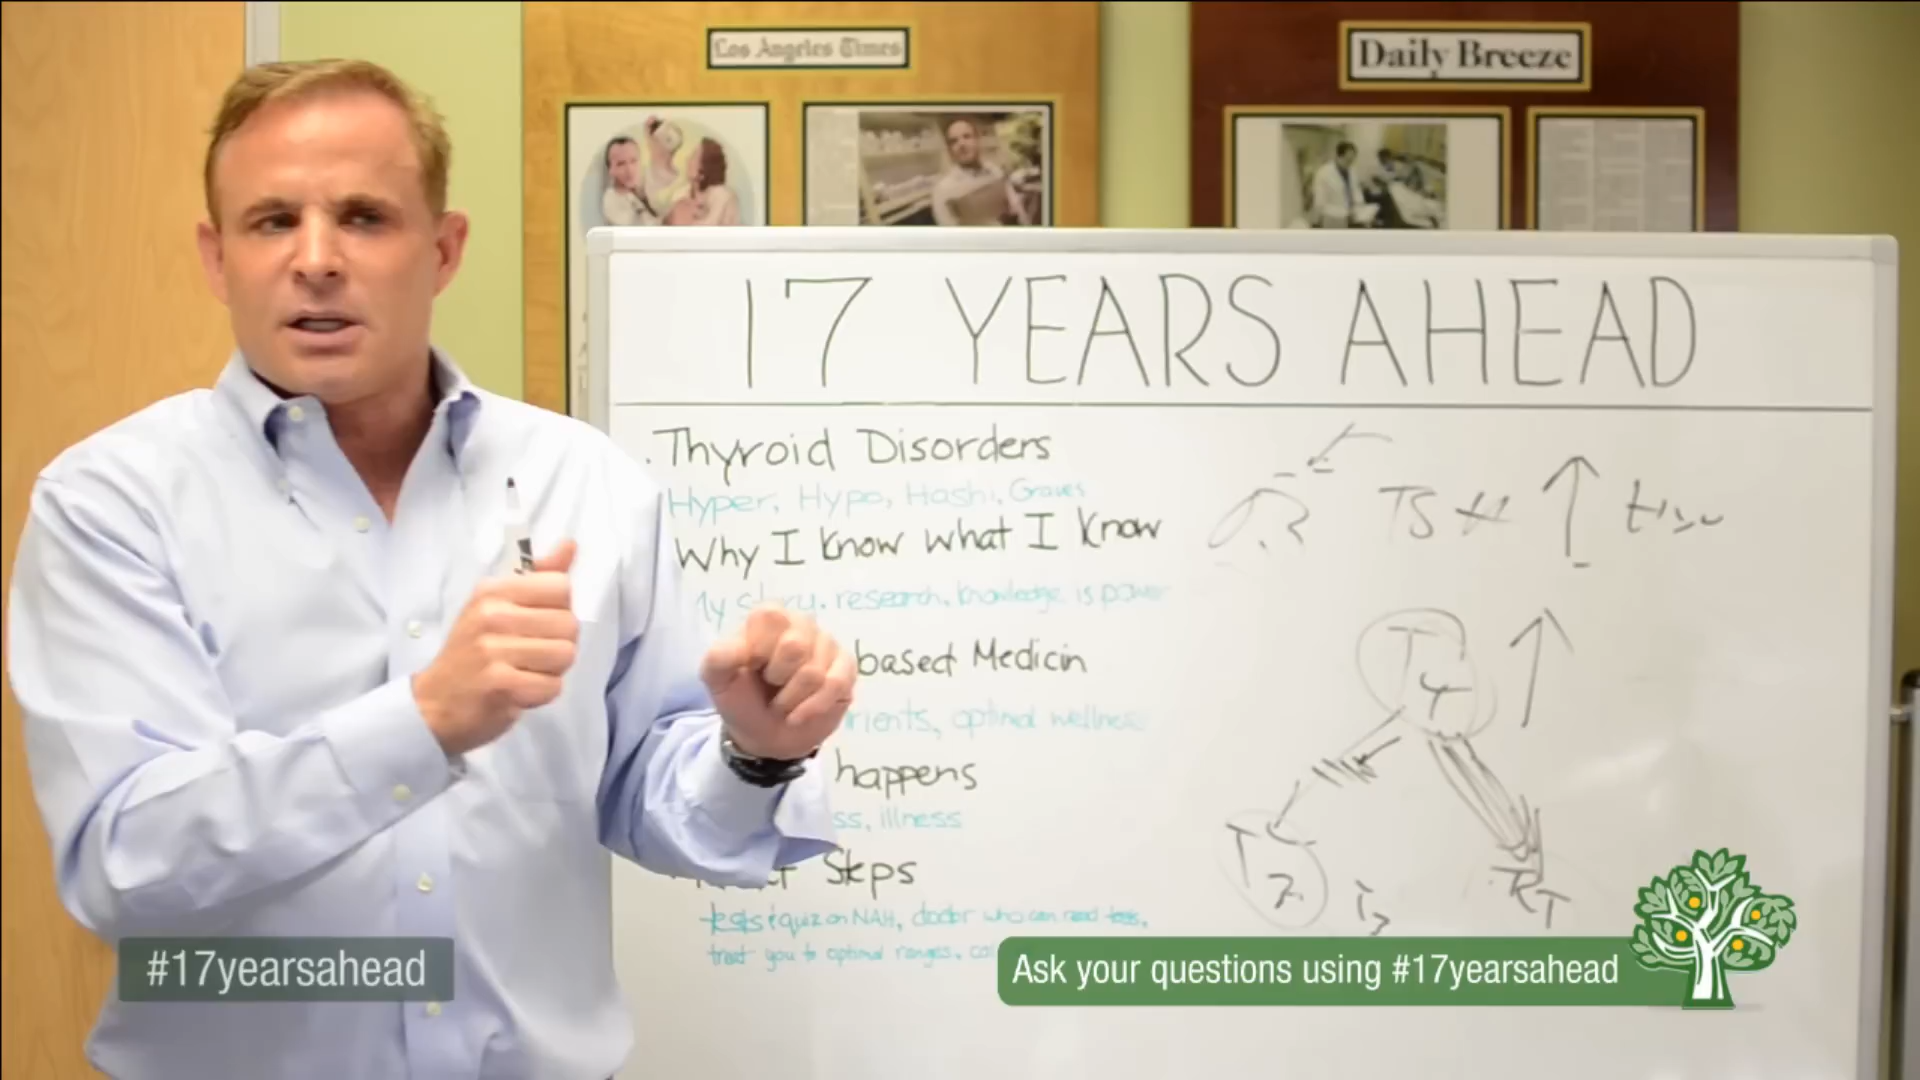 Los Angeles Times
Daily Breeze
17 YEARS AHEAD
Thyroid Disorders
Hyper, Hypo, Hashi, Graves
Why I Know what I Know
story, research, knowledge is power
based Medicin
optimal wellness
happens
illness
Steps
tests & quiz on NAH, doctor who can read tests,
treat you to optimal ranges,
TSH
T4
T3
RT
#17yearsahead
Ask your questions using #17yearsahead